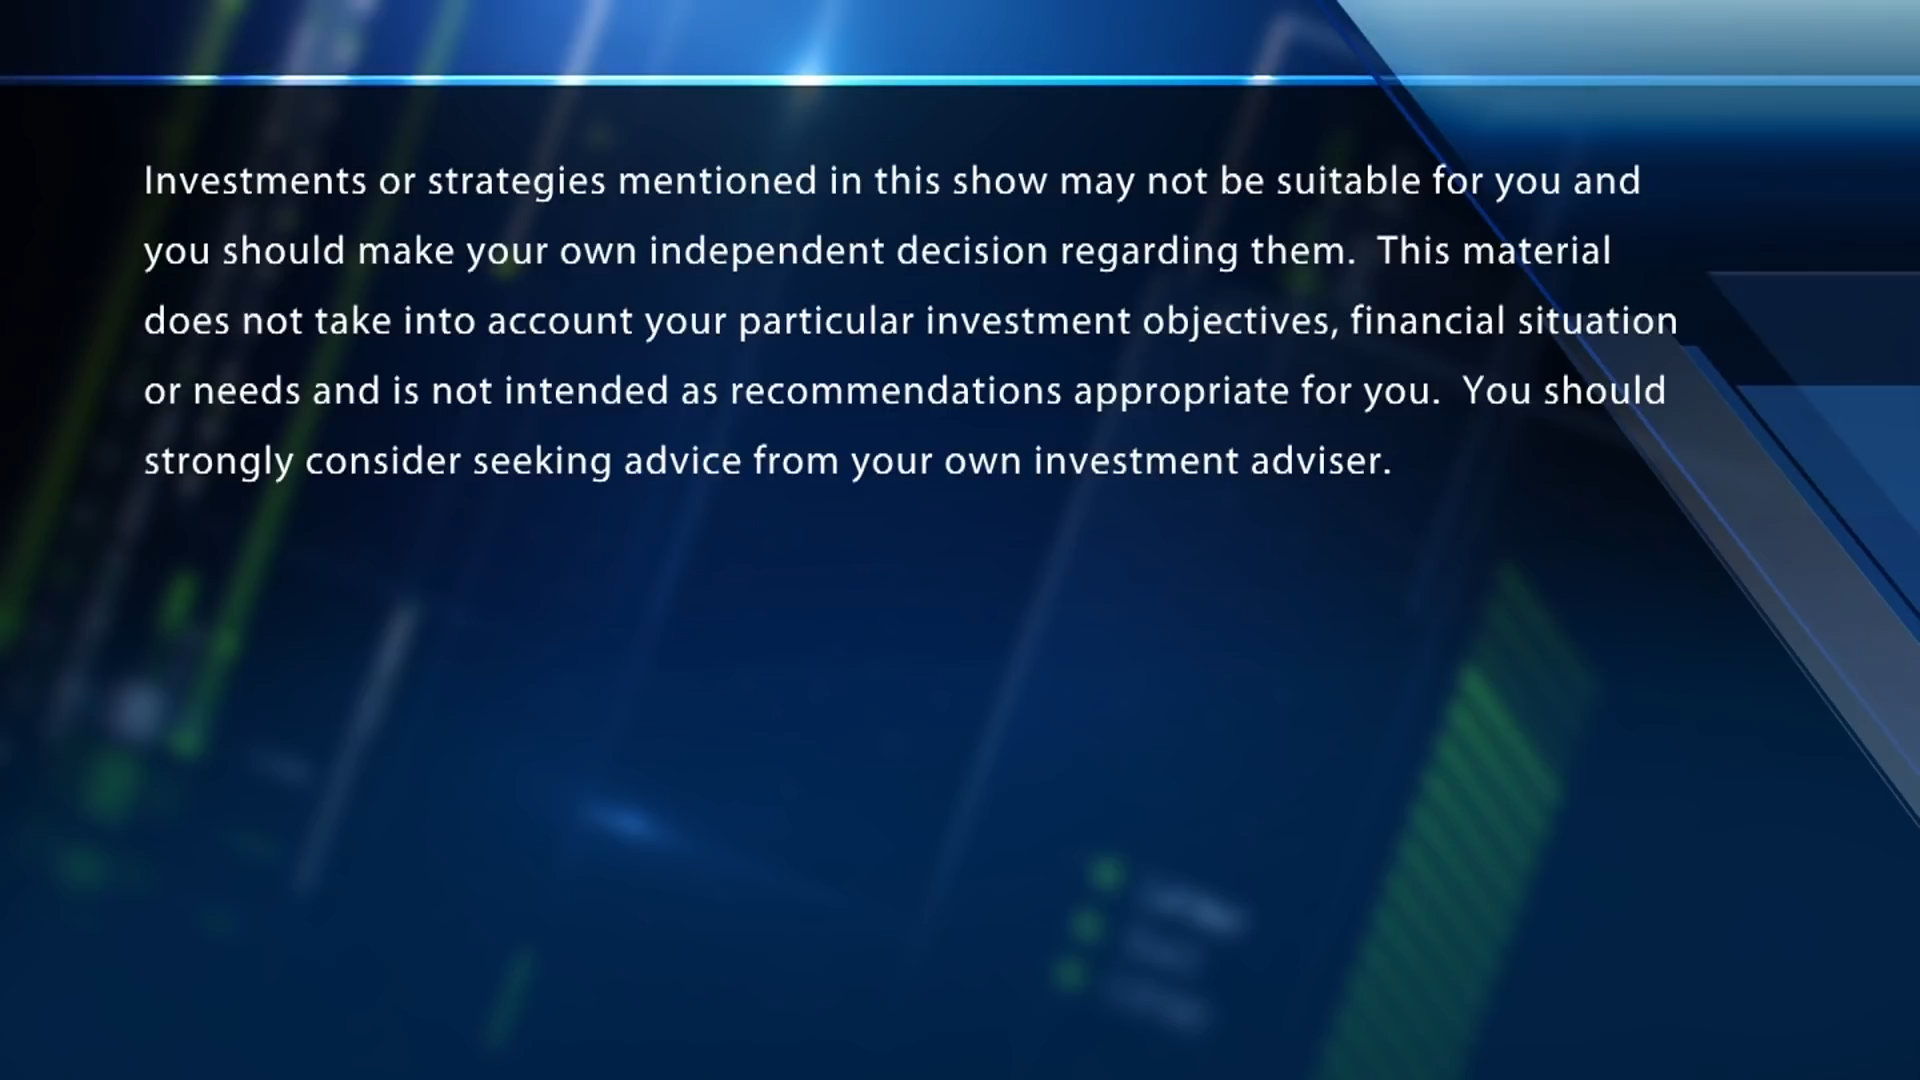 Investments or strategies mentioned in this show may not be suitable for you and
you should make your own independent decision regarding them.  This material
does not take into account your particular investment objectives, financial situation
or needs and is not intended as recommendations appropriate for you.  You should
strongly consider seeking advice from your own investment adviser.